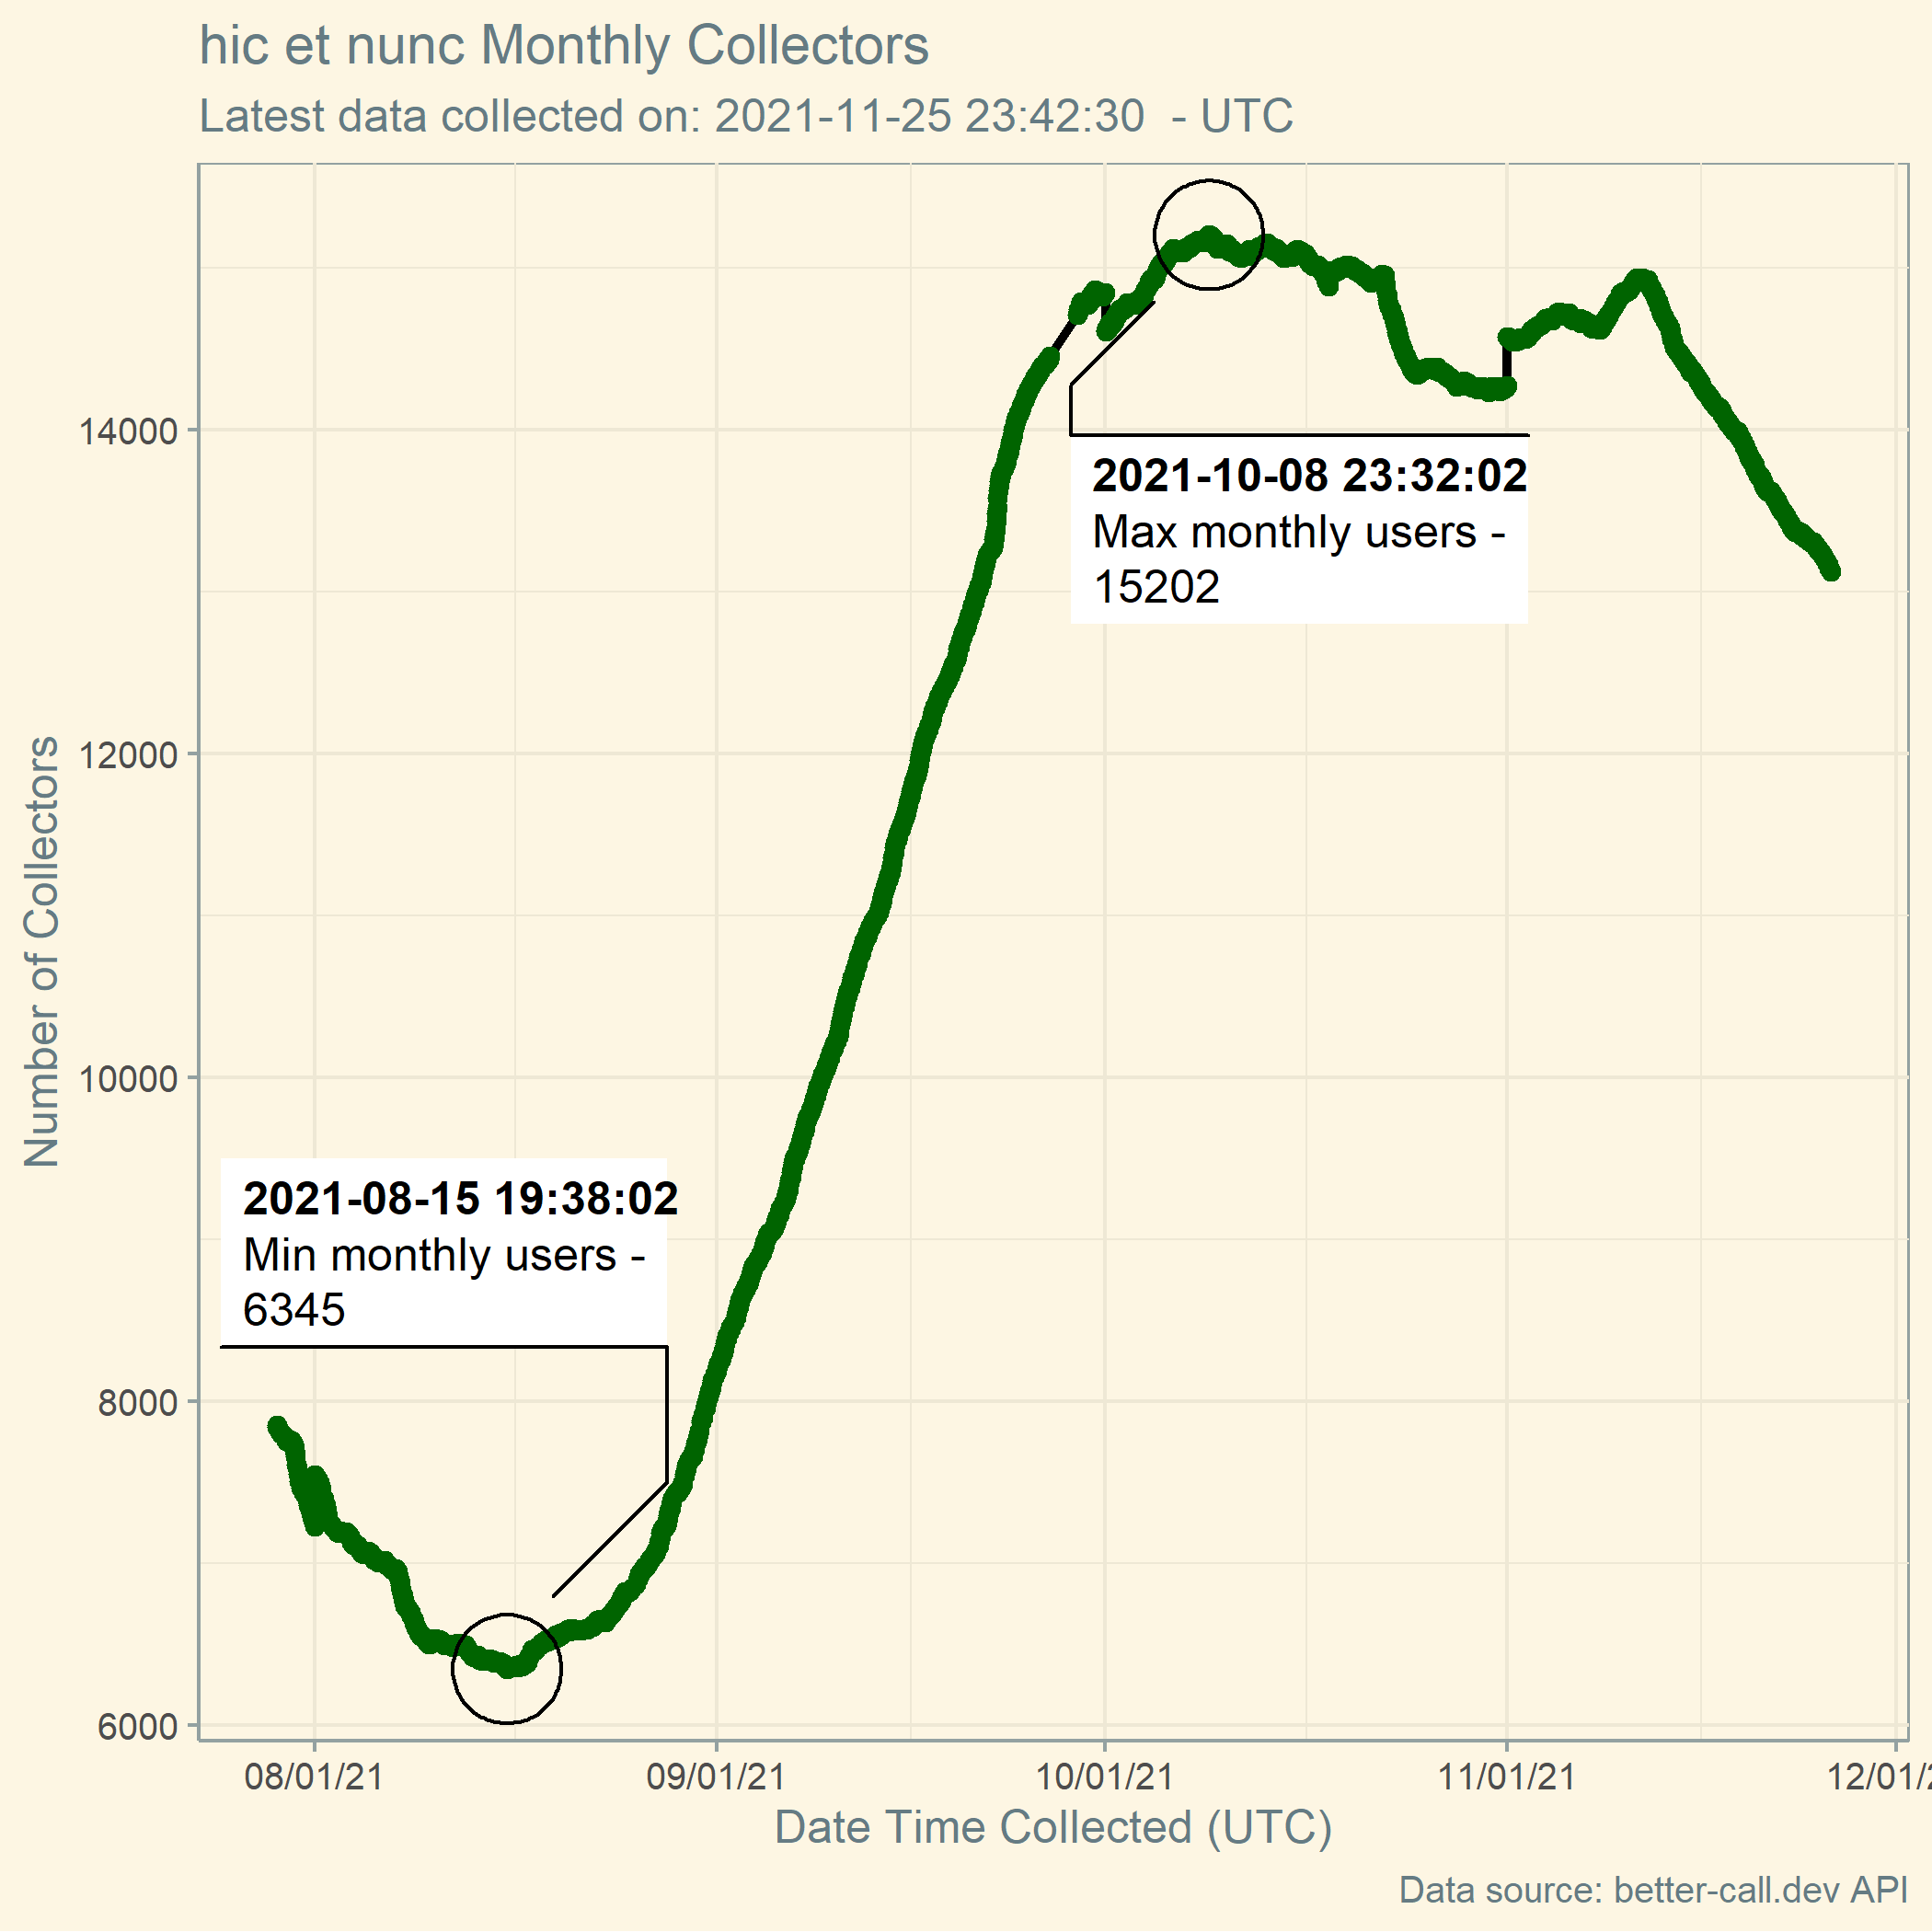 hic et nunc Monthly Collectors
Latest data collected on: 2021-11-25 23:42:30  - UTC
Number of Collectors
14000
12000
10000
8000
6000
2021-10-08 23:32:02
Max monthly users -
15202
2021-08-15 19:38:02
Min monthly users -
6345
08/01/21
09/01/21
10/01/21
11/01/21
12/01/2
Date Time Collected (UTC)
Data source: better-call.dev API